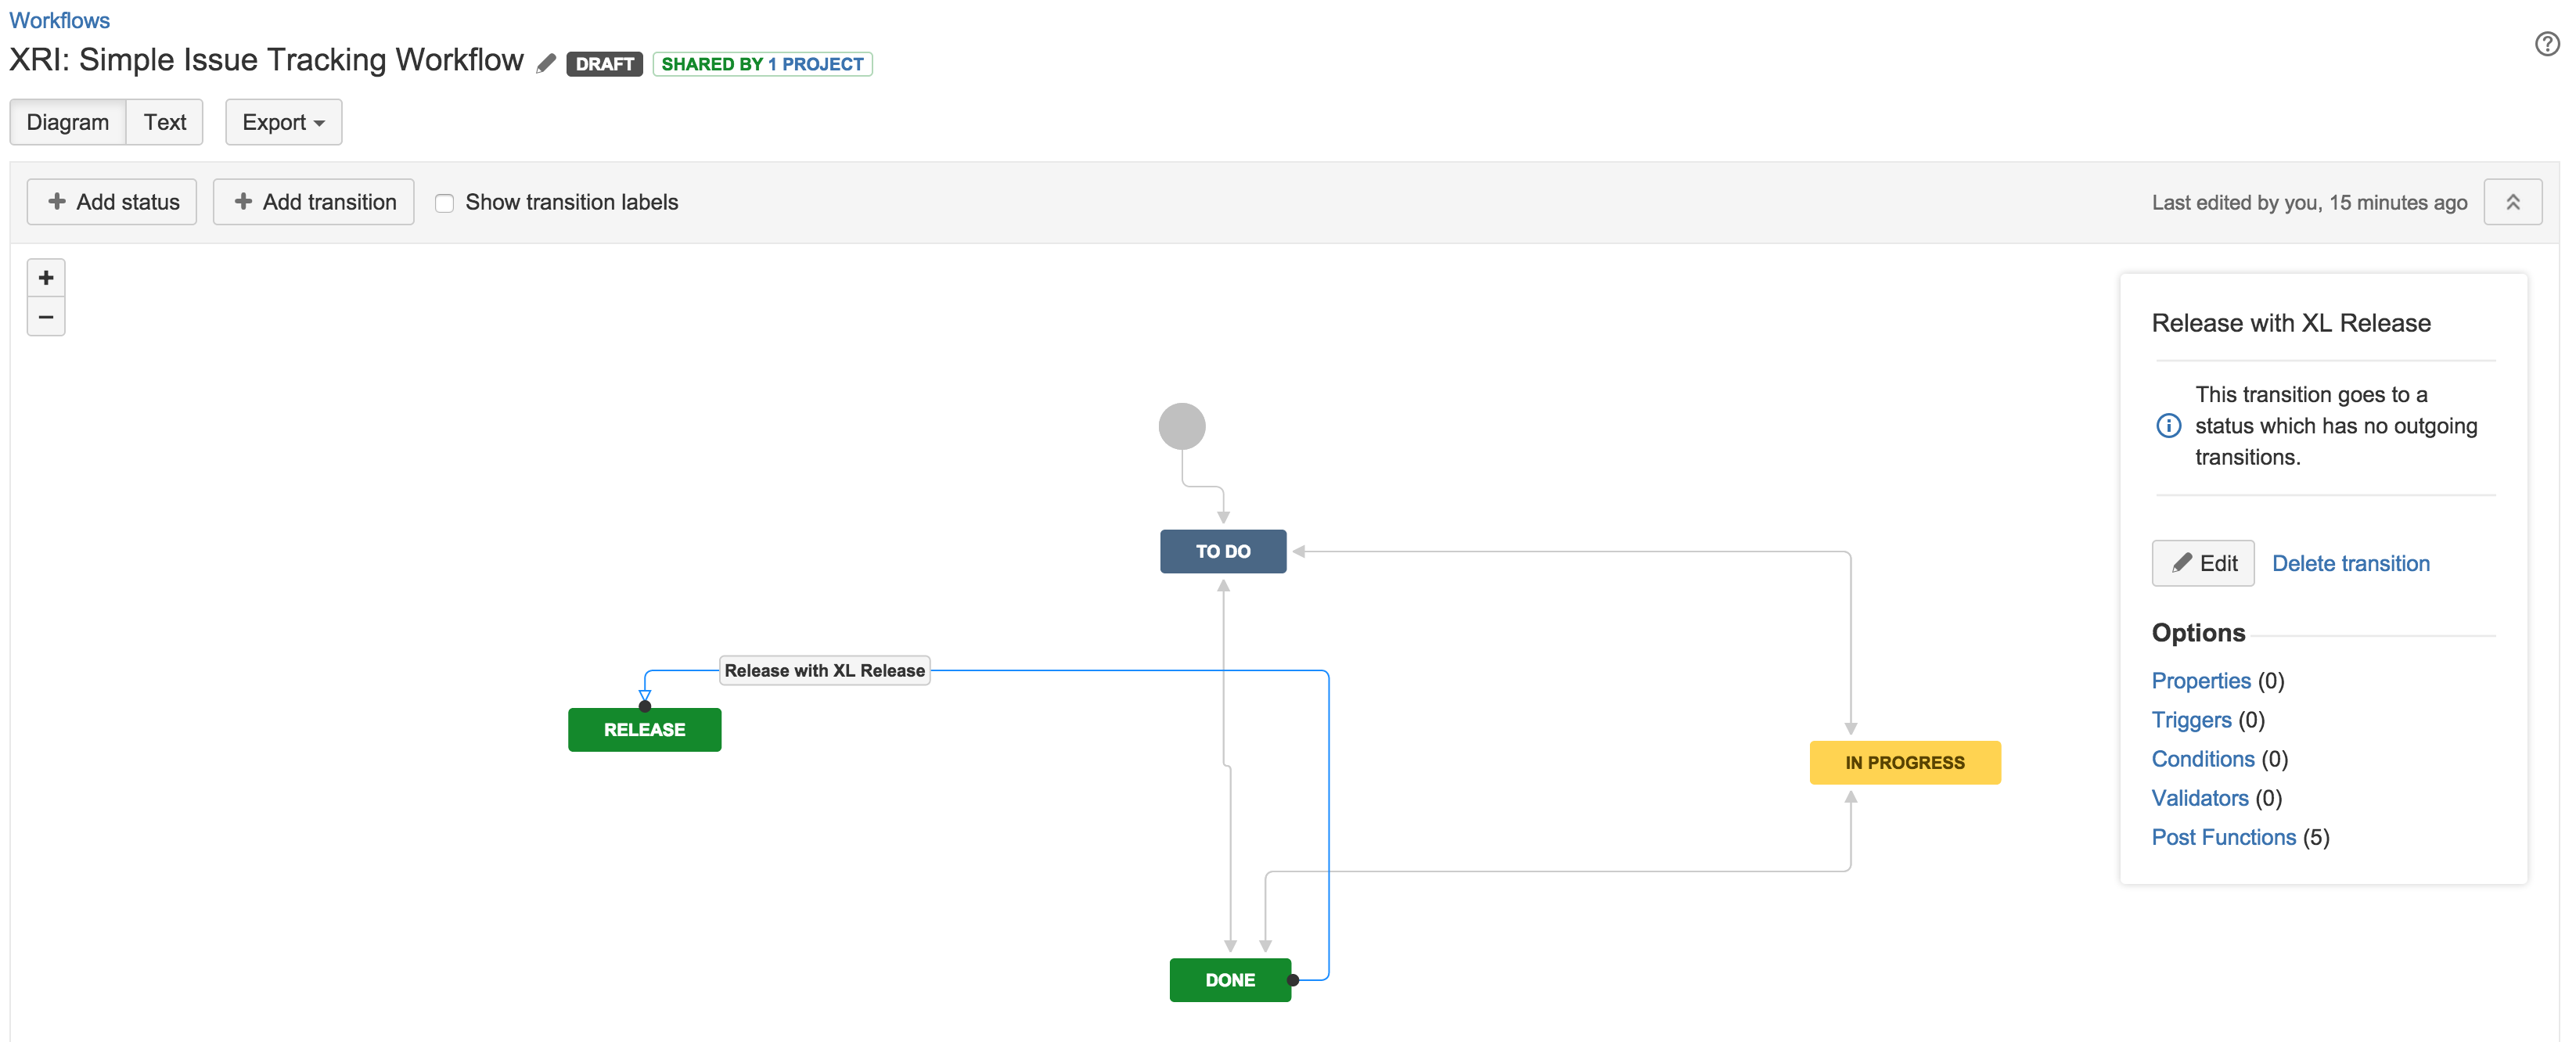 Workflows
XRI: Simple Issue Tracking Workflow DRAFT SHARED BY 1 PROJECT
Diagram Text Export
+ Add status + Add transition Show transition labels Last edited by you, 15 minutes ago
Release with XL Release
This transition goes to a
status which has no outgoing
transitions.
Edit Delete transition
Options
Properties (0)
Triggers (0)
Conditions (0)
Validators (0)
Post Functions (5)
TO DO
Release with XL Release
RELEASE
IN PROGRESS
DONE